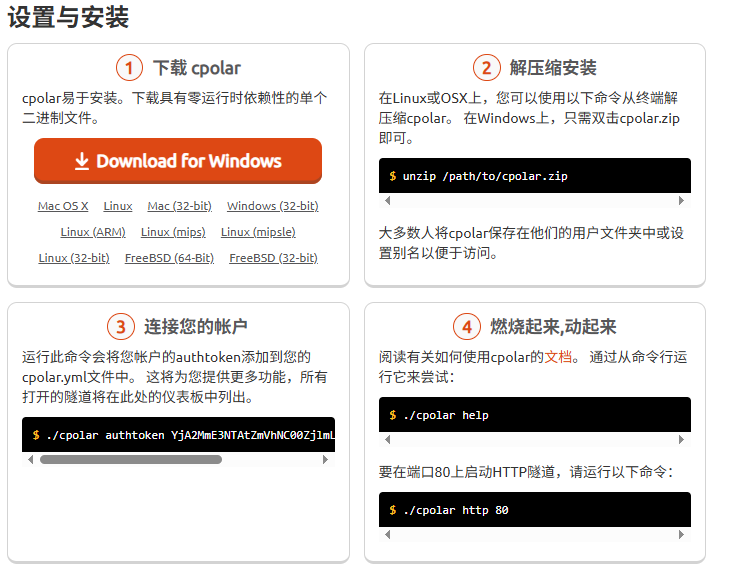 设置与安装
1 下载 cpolar
cpolar易于安装。下载具有零运行时依赖性的单个
二进制文件。
Download for Windows
Mac OS X Linux Mac (32-bit) Windows (32-bit)
Linux (ARM) Linux (mips) Linux (mipsle)
Linux (32-bit) FreeBSD (64-Bit) FreeBSD (32-bit)
2 解压缩安装
在Linux或OSX上，您可以使用以下命令从终端解
压缩cpolar。 在Windows上，只需双击cpolar.zip
即可。
$ unzip /path/to/cpolar.zip
大多数人将cpolar保存在他们的用户文件夹中或设
置别名以便于访问。
3 连接您的帐户
运行此命令会将您帐户的authtoken添加到您的
cpolar.yml文件中。 这将为您提供更多功能，所有
打开的隧道将在此处的仪表板中列出。
$ ./cpolar authtoken YjA2MmE3NTAtZmVhNC00ZjlmL
4 燃烧起来,动起来
阅读有关如何使用cpolar的文档。 通过从命令行运
行它来尝试：
$ ./cpolar help
要在端口80上启动HTTP隧道，请运行以下命令：
$ ./cpolar http 80